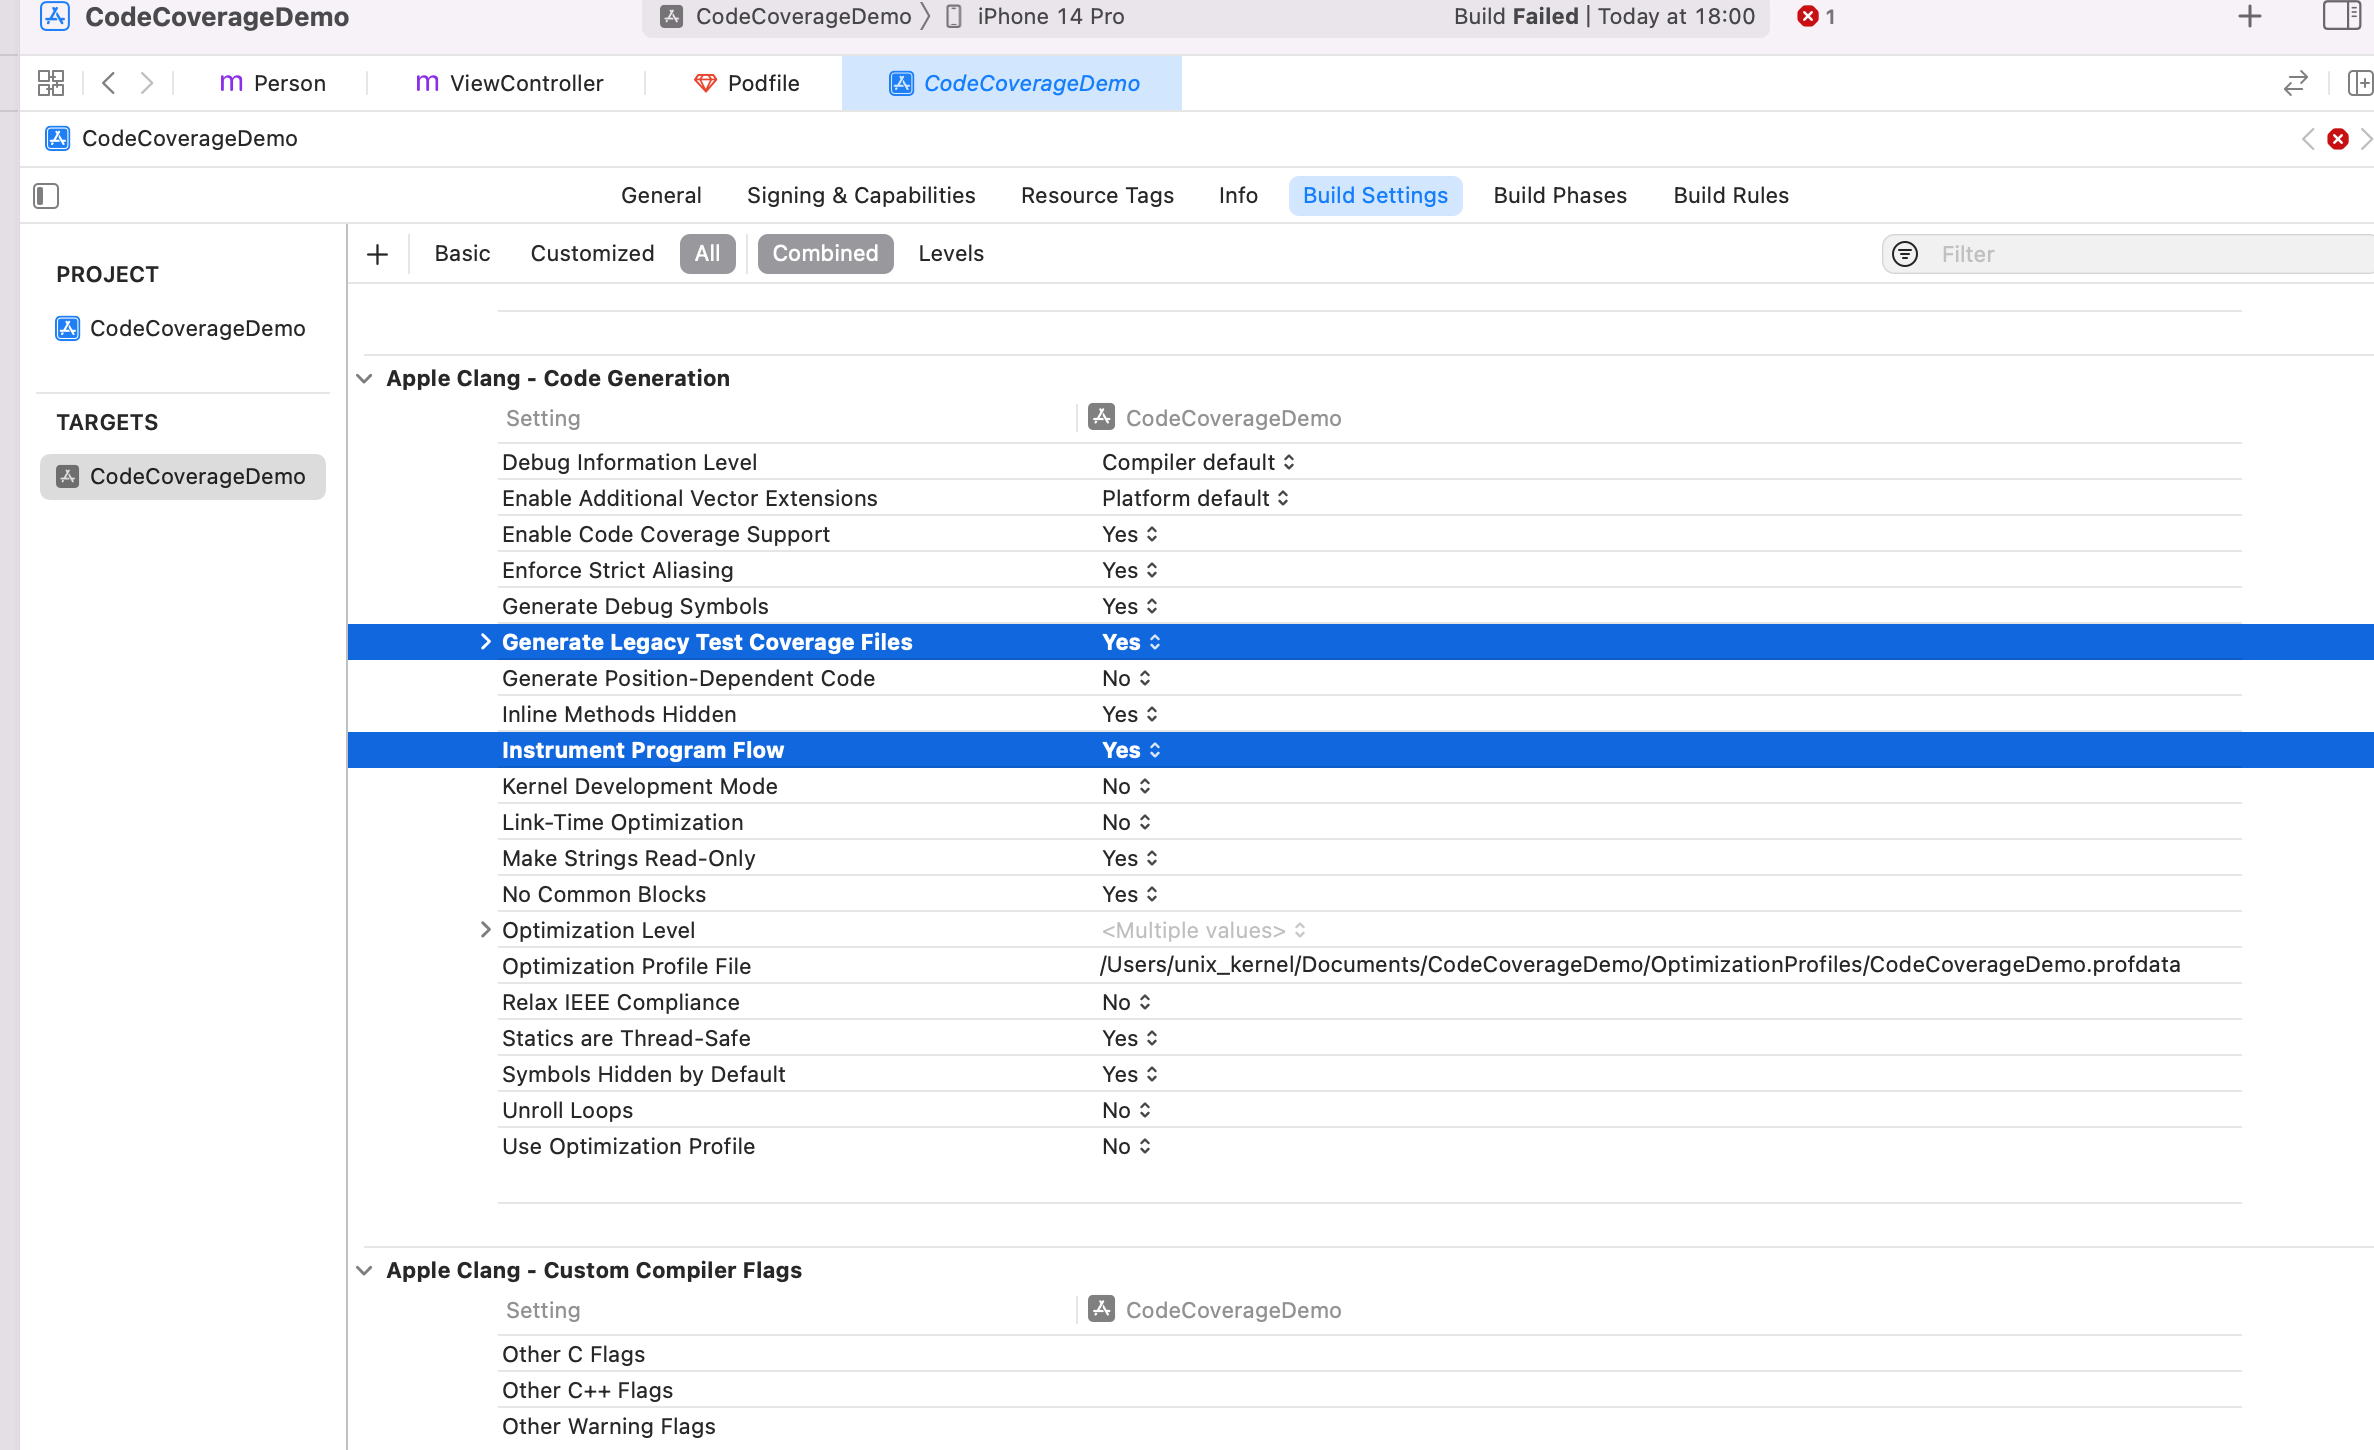 CodeCoverageDemo
CodeCoverageDemo 〉 iPhone 14 Pro Build Failed | Today at 18:00 1
m Person m ViewController Podfile CodeCoverageDemo
CodeCoverageDemo
General Signing & Capabilities Resource Tags Info Build Settings Build Phases Build Rules
Basic Customized All Combined Levels Filter
PROJECT
CodeCoverageDemo
TARGETS
CodeCoverageDemo
Apple Clang - Code Generation
Setting CodeCoverageDemo
Debug Information Level Compiler default
Enable Additional Vector Extensions Platform default
Enable Code Coverage Support Yes
Enforce Strict Aliasing Yes
Generate Debug Symbols Yes
Generate Legacy Test Coverage Files Yes
Generate Position-Dependent Code No
Inline Methods Hidden Yes
Instrument Program Flow Yes
Kernel Development Mode No
Link-Time Optimization No
Make Strings Read-Only Yes
No Common Blocks Yes
Optimization Level <Multiple values>
Optimization Profile File /Users/unix_kernel/Documents/CodeCoverageDemo/OptimizationProfiles/CodeCoverageDemo.profdata
Relax IEEE Compliance No
Statics are Thread-Safe Yes
Symbols Hidden by Default Yes
Unroll Loops No
Use Optimization Profile No
Apple Clang - Custom Compiler Flags
Setting CodeCoverageDemo
Other C Flags
Other C++ Flags
Other Warning Flags